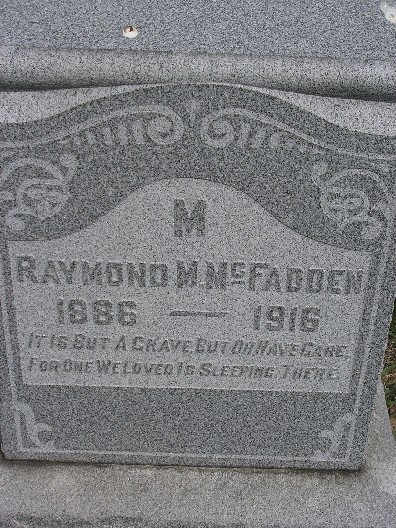 M
RAYMOND M. McFADDEN
1886 — 1916
IT IS BUT A GRAVE, BUT OH HAVE CARE,
FOR ONE WE LOVED IS SLEEPING THERE.